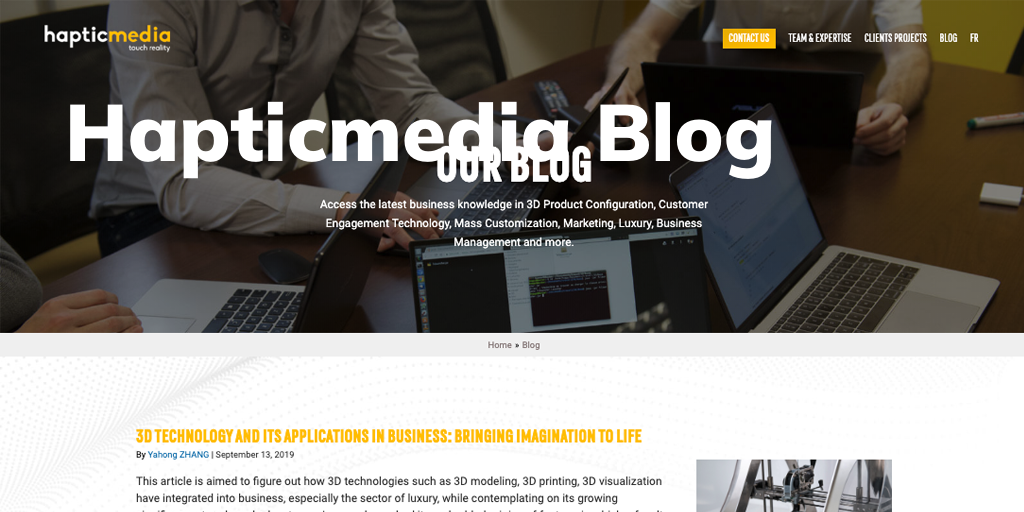 hapticmedia
touch reality
CONTACT US
TEAM & EXPERTISE
CLIENTS PROJECTS
BLOG
FR
Hapticmedia Blog
OUR BLOG
Access the latest business knowledge in 3D Product Configuration, Customer
Engagement Technology, Mass Customization, Marketing, Luxury, Business
Management and more.
Home » Blog
3D TECHNOLOGY AND ITS APPLICATIONS IN BUSINESS: BRINGING IMAGINATION TO LIFE
By Yahong ZHANG | September 13, 2019
This article is aimed to figure out how 3D technologies such as 3D modeling, 3D printing, 3D visualization
have integrated into business, especially the sector of luxury, while contemplating on its growing